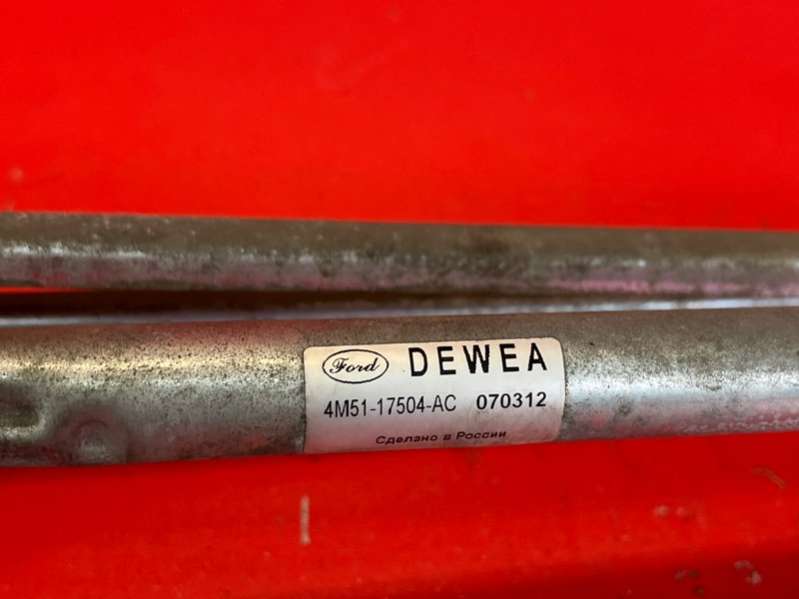 Ford DEWEA
4M51-17504-AC 070312
Сделано в России